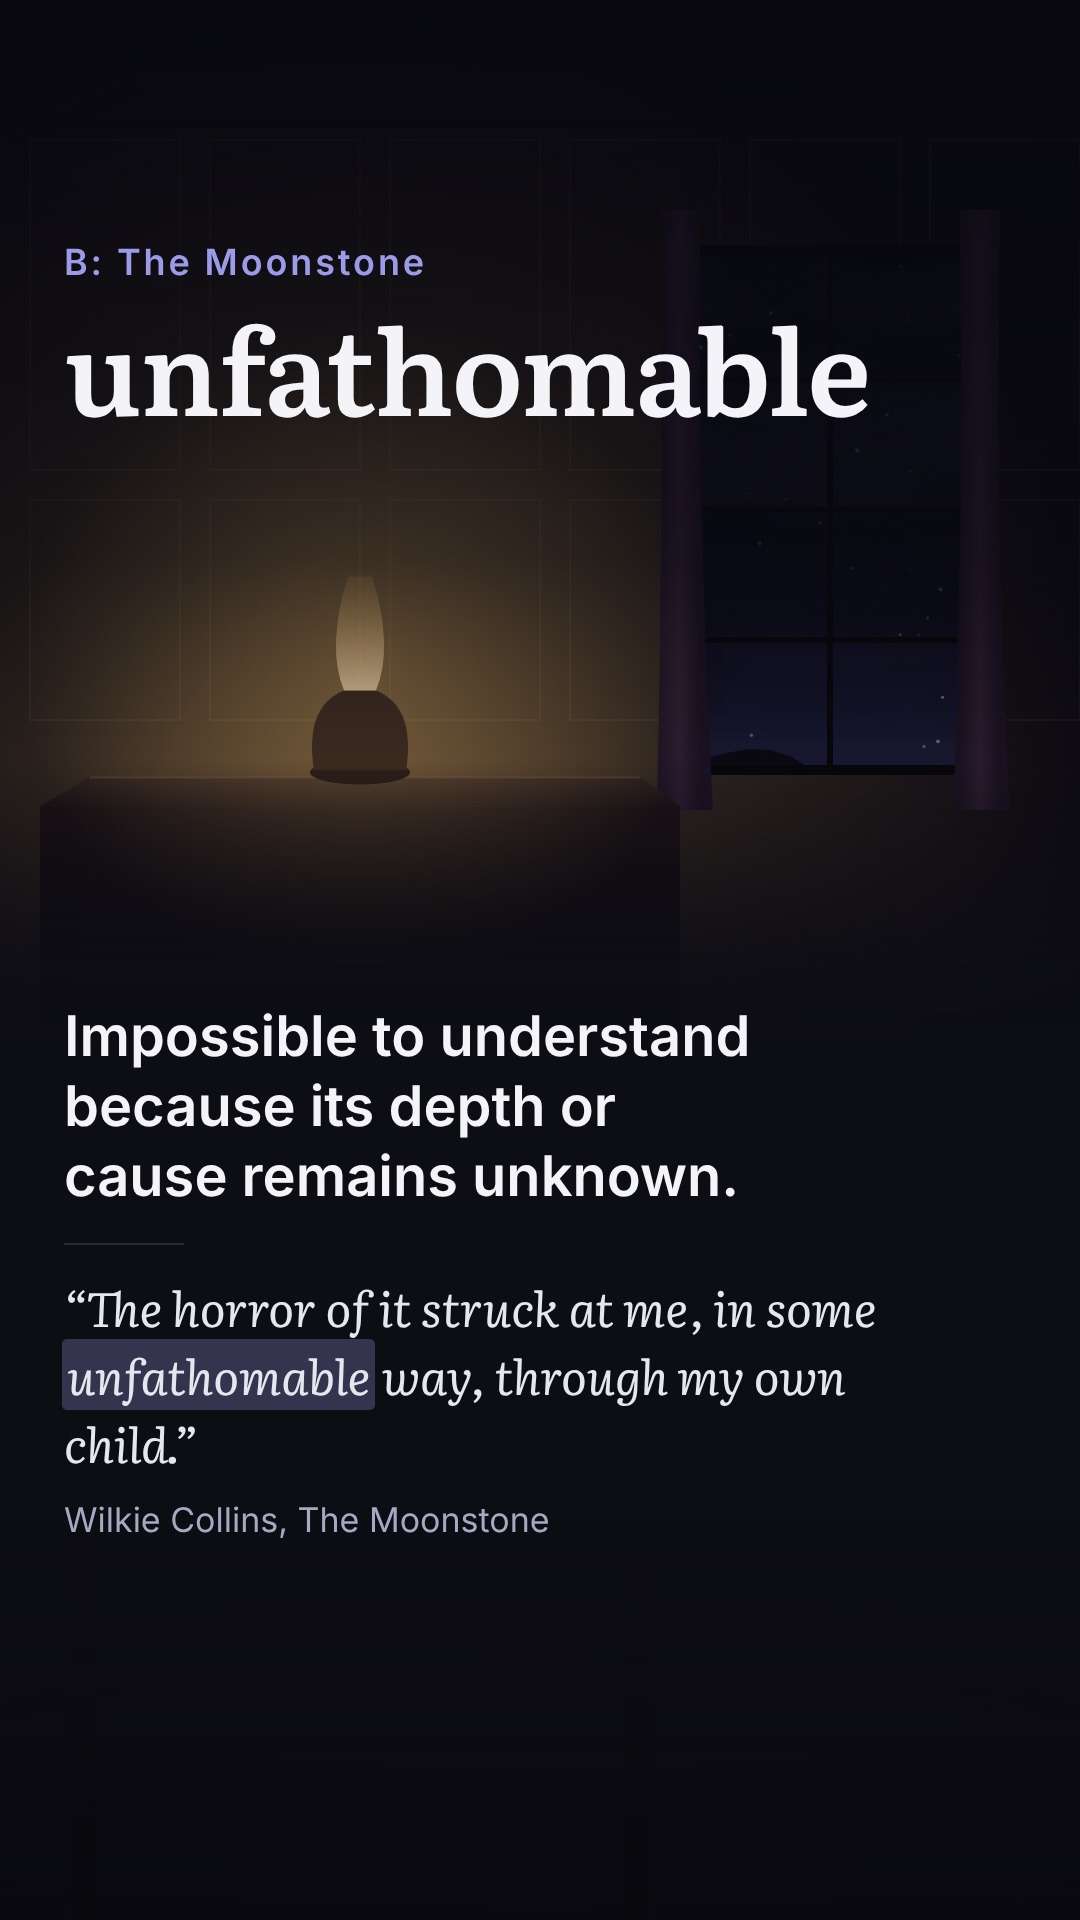 B: The Moonstone
unfathomable
Impossible to understand
because its depth or
cause remains unknown.
“The horror of it struck at me, in some
unfathomable way, through my own
child.”
Wilkie Collins, The Moonstone